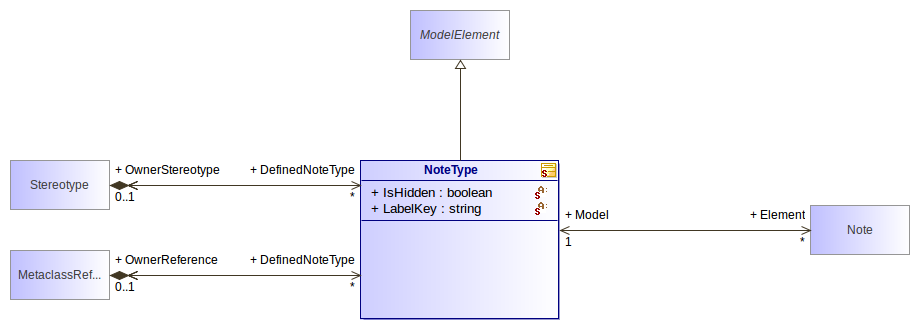 ModelElement
NoteType
+ IsHidden : boolean
+ LabelKey : string
Stereotype
+ OwnerStereotype
+ DefinedNoteType
0..1
*
MetaclassRef...
+ OwnerReference
+ DefinedNoteType
0..1
*
+ Model
+ Element
1
*
Note